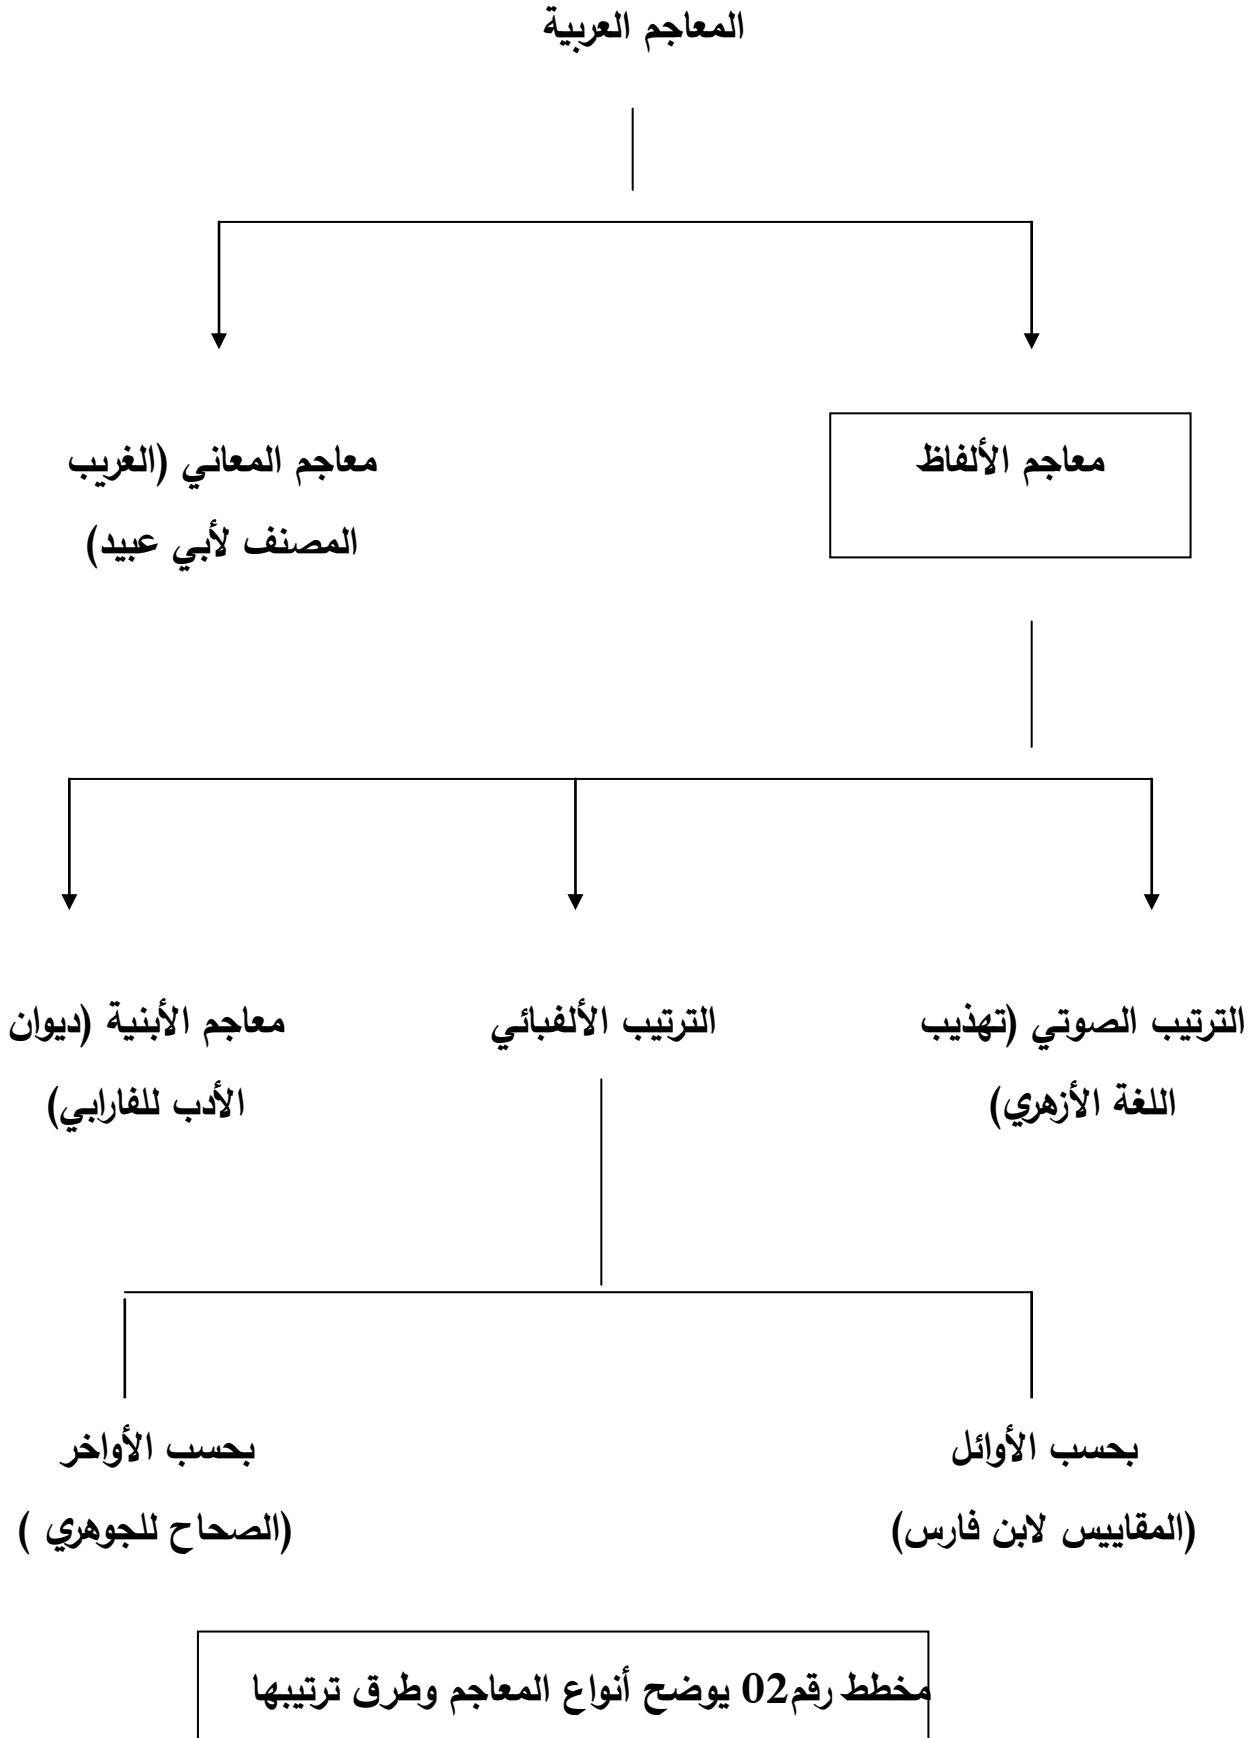 المعاجم العربية
معاجم الألفاظ
معاجم المعاني (الغريب
المصنف لأبي عبيد)
الترتيب الصوتي (تهذيب
اللغة الأزهري)
الترتيب الألفبائي
معاجم الأبنية (ديوان
الأدب للفارابي)
بحسب الأوائل
(المقاييس لابن فارس)
بحسب الأواخر
(الصحاح للجوهري )
مخطط رقم02 يوضح أنواع المعاجم وطرق ترتيبها